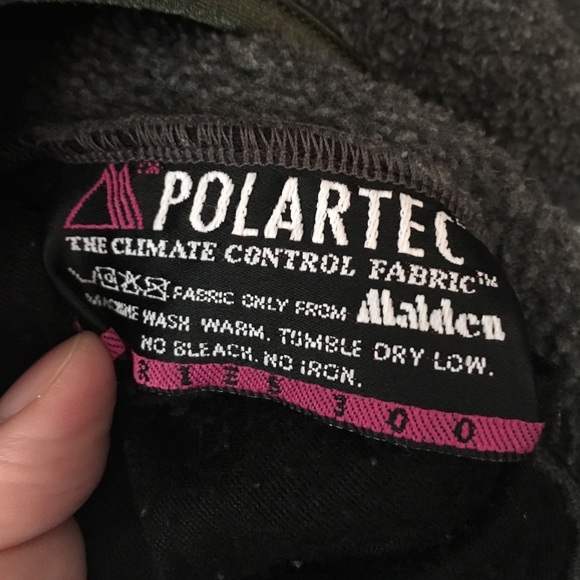 POLARTEC
THE CLIMATE CONTROL FABRIC™
FABRIC ONLY FROM Malden
MACHINE WASH WARM. TUMBLE DRY LOW.
NO BLEACH. NO IRON.
300